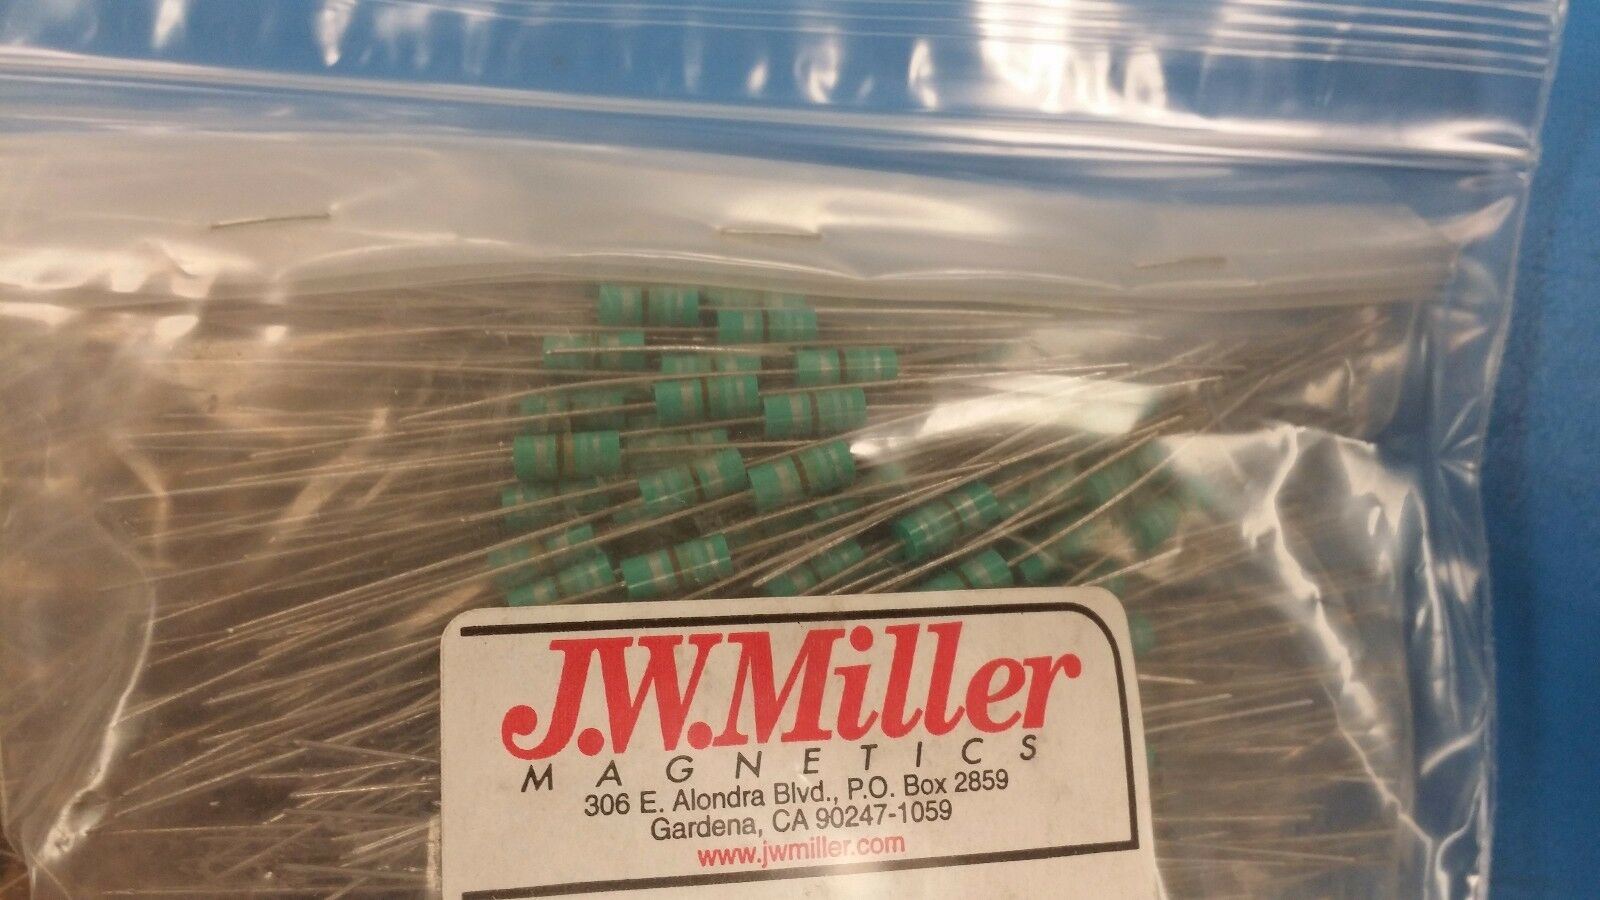 J.W.Miller
MAGNETICS
306 E. Alondra Blvd., P.O. Box 2859
Gardena, CA 90247-1059
www.jwmiller.com